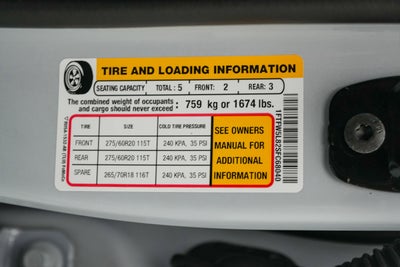 TIRE AND LOADING INFORMATION
SEATING CAPACITY TOTAL : 5 FRONT: 2 REAR: 3
The combined weight of occupants
and cargo should never exceed : 759 kg or 1674 lbs.
TIRE SIZE COLD TIRE PRESSURE
FRONT 275/60R20 115T 240 KPA, 35 PSI
REAR 275/60R20 115T 240 KPA, 35 PSI
SPARE 265/70R18 116T 240 KPA, 35 PSI
SEE OWNERS
MANUAL FOR
ADDITIONAL
INFORMATION